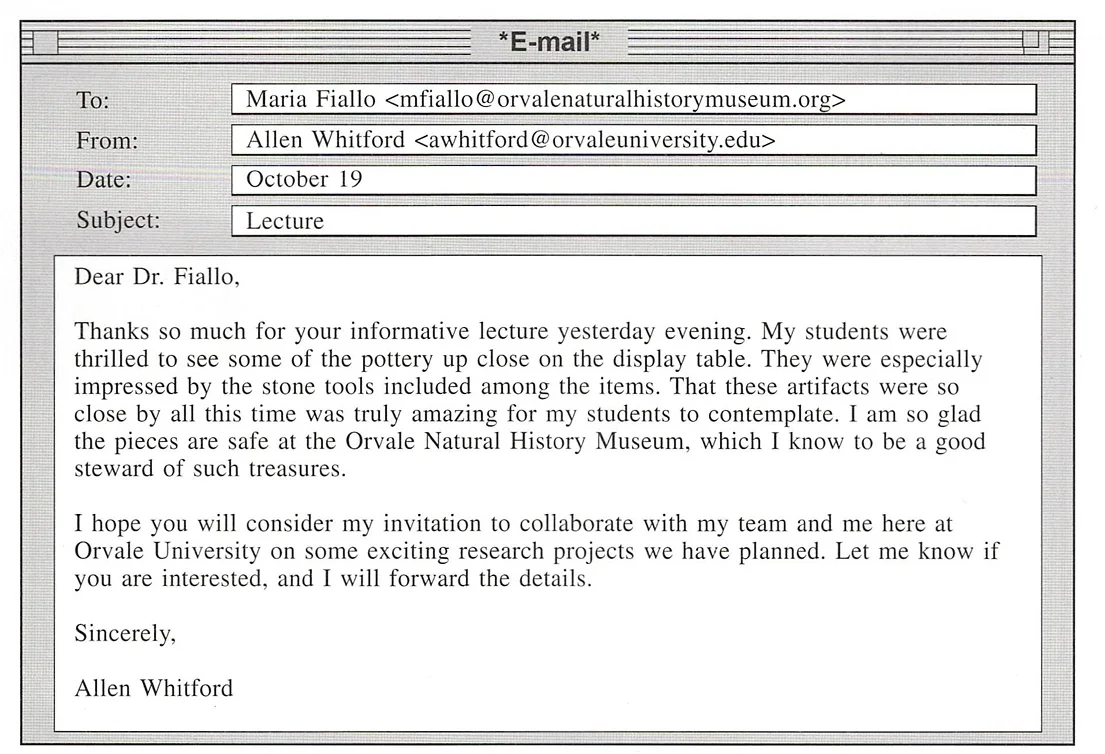 *E-mail*
To: Maria Fiallo <mfiallo@orvalenaturalhistorymuseum.org>
From: Allen Whitford <awhitford@orvaleuniversity.edu>
Date: October 19
Subject: Lecture
Dear Dr. Fiallo,
Thanks so much for your informative lecture yesterday evening. My students were
thrilled to see some of the pottery up close on the display table. They were especially
impressed by the stone tools included among the items. That these artifacts were so
close by all this time was truly amazing for my students to contemplate. I am so glad
the pieces are safe at the Orvale Natural History Museum, which I know to be a good
steward of such treasures.
I hope you will consider my invitation to collaborate with my team and me here at
Orvale University on some exciting research projects we have planned. Let me know if
you are interested, and I will forward the details.
Sincerely,
Allen Whitford